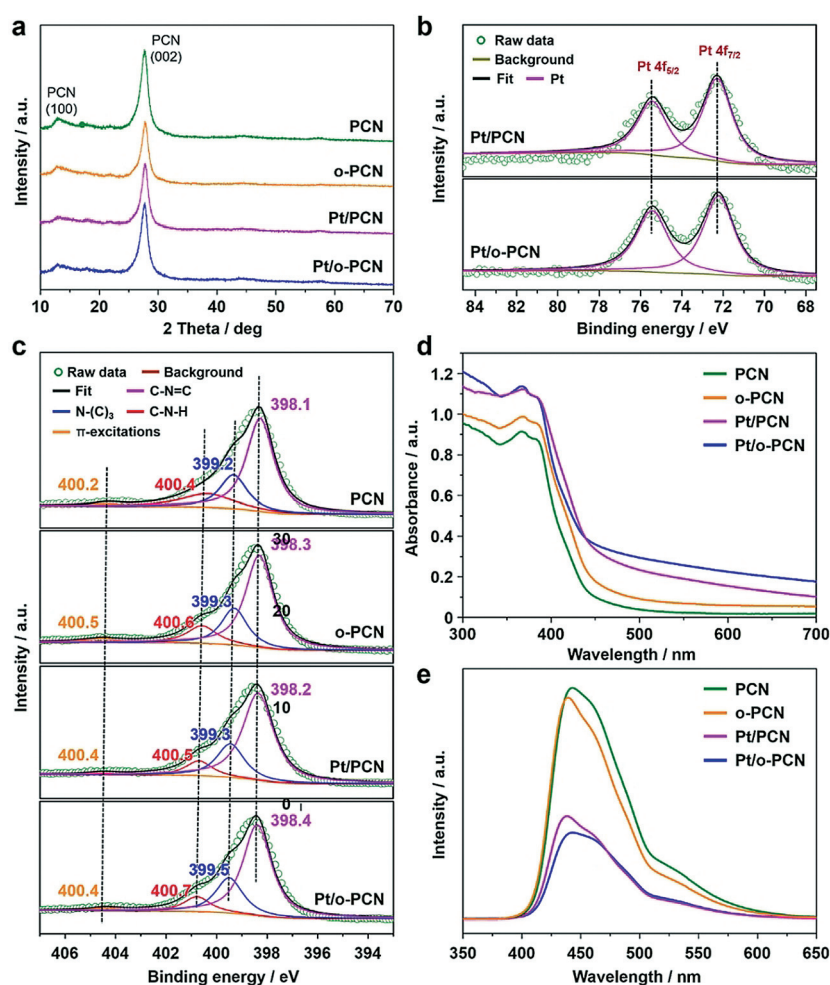 a
PCN
(002)
PCN
(100)
PCN
o-PCN
Pt/PCN
Pt/o-PCN
Intensity / a.u.
10 20 30 40 50 60 70
2 Theta / deg
b
Raw data
Background
Fit Pt
Pt 4f5/2
Pt 4f7/2
Pt/PCN
Pt/o-PCN
Intensity / a.u.
84 82 80 78 76 74 72 70 68
Binding energy / eV
c
Raw data Background
Fit C-N=C
N-(C)3 C-N-H
π-excitations
398.1
399.2
400.4
400.2
PCN
30
398.3
20
399.3
400.6
400.5
o-PCN
398.2
10
399.3
400.5
400.4
Pt/PCN
0
398.4
399.5
400.7
400.4
Pt/o-PCN
Intensity / a.u.
406 404 402 400 398 396 394
Binding energy / eV
d
PCN
o-PCN
Pt/PCN
Pt/o-PCN
Absorbance / a.u.
1.2
1.0
0.8
0.6
0.4
0.2
0
300 400 500 600 700
Wavelength / nm
e
PCN
o-PCN
Pt/PCN
Pt/o-PCN
Intensity / a.u.
350 400 450 500 550 600 650
Wavelength / nm